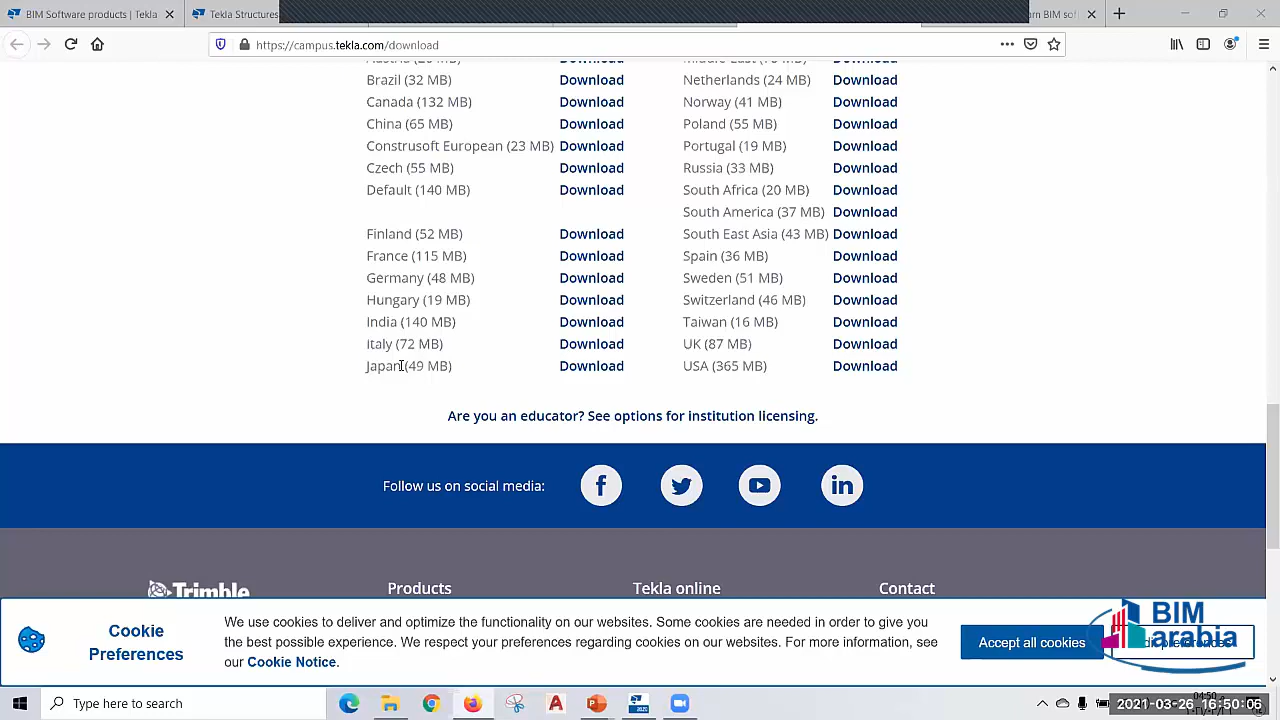 BIM Software products | Tekla
Tekla Structures
https://campus.tekla.com/download
Brazil (32 MB) Download Netherlands (24 MB) Download
Canada (132 MB) Download Norway (41 MB) Download
China (65 MB) Download Poland (55 MB) Download
Construsoft European (23 MB) Download Portugal (19 MB) Download
Czech (55 MB) Download Russia (33 MB) Download
Default (140 MB) Download South Africa (20 MB) Download
South America (37 MB) Download
Finland (52 MB) Download South East Asia (43 MB) Download
France (115 MB) Download Spain (36 MB) Download
Germany (48 MB) Download Sweden (51 MB) Download
Hungary (19 MB) Download Switzerland (46 MB) Download
India (140 MB) Download Taiwan (16 MB) Download
Italy (72 MB) Download UK (87 MB) Download
Japan (49 MB) Download USA (365 MB) Download
Are you an educator? See options for institution licensing.
Follow us on social media:
Trimble Products Tekla online Contact
Cookie Preferences
We use cookies to deliver and optimize the functionality on our websites. Some cookies are needed in order to give you
the best possible experience. We respect your preferences regarding cookies on our websites. For more information, see
our Cookie Notice.
Accept all cookies
BIM
arabia
Type here to search
04:50
2021-03-26 16:50:06